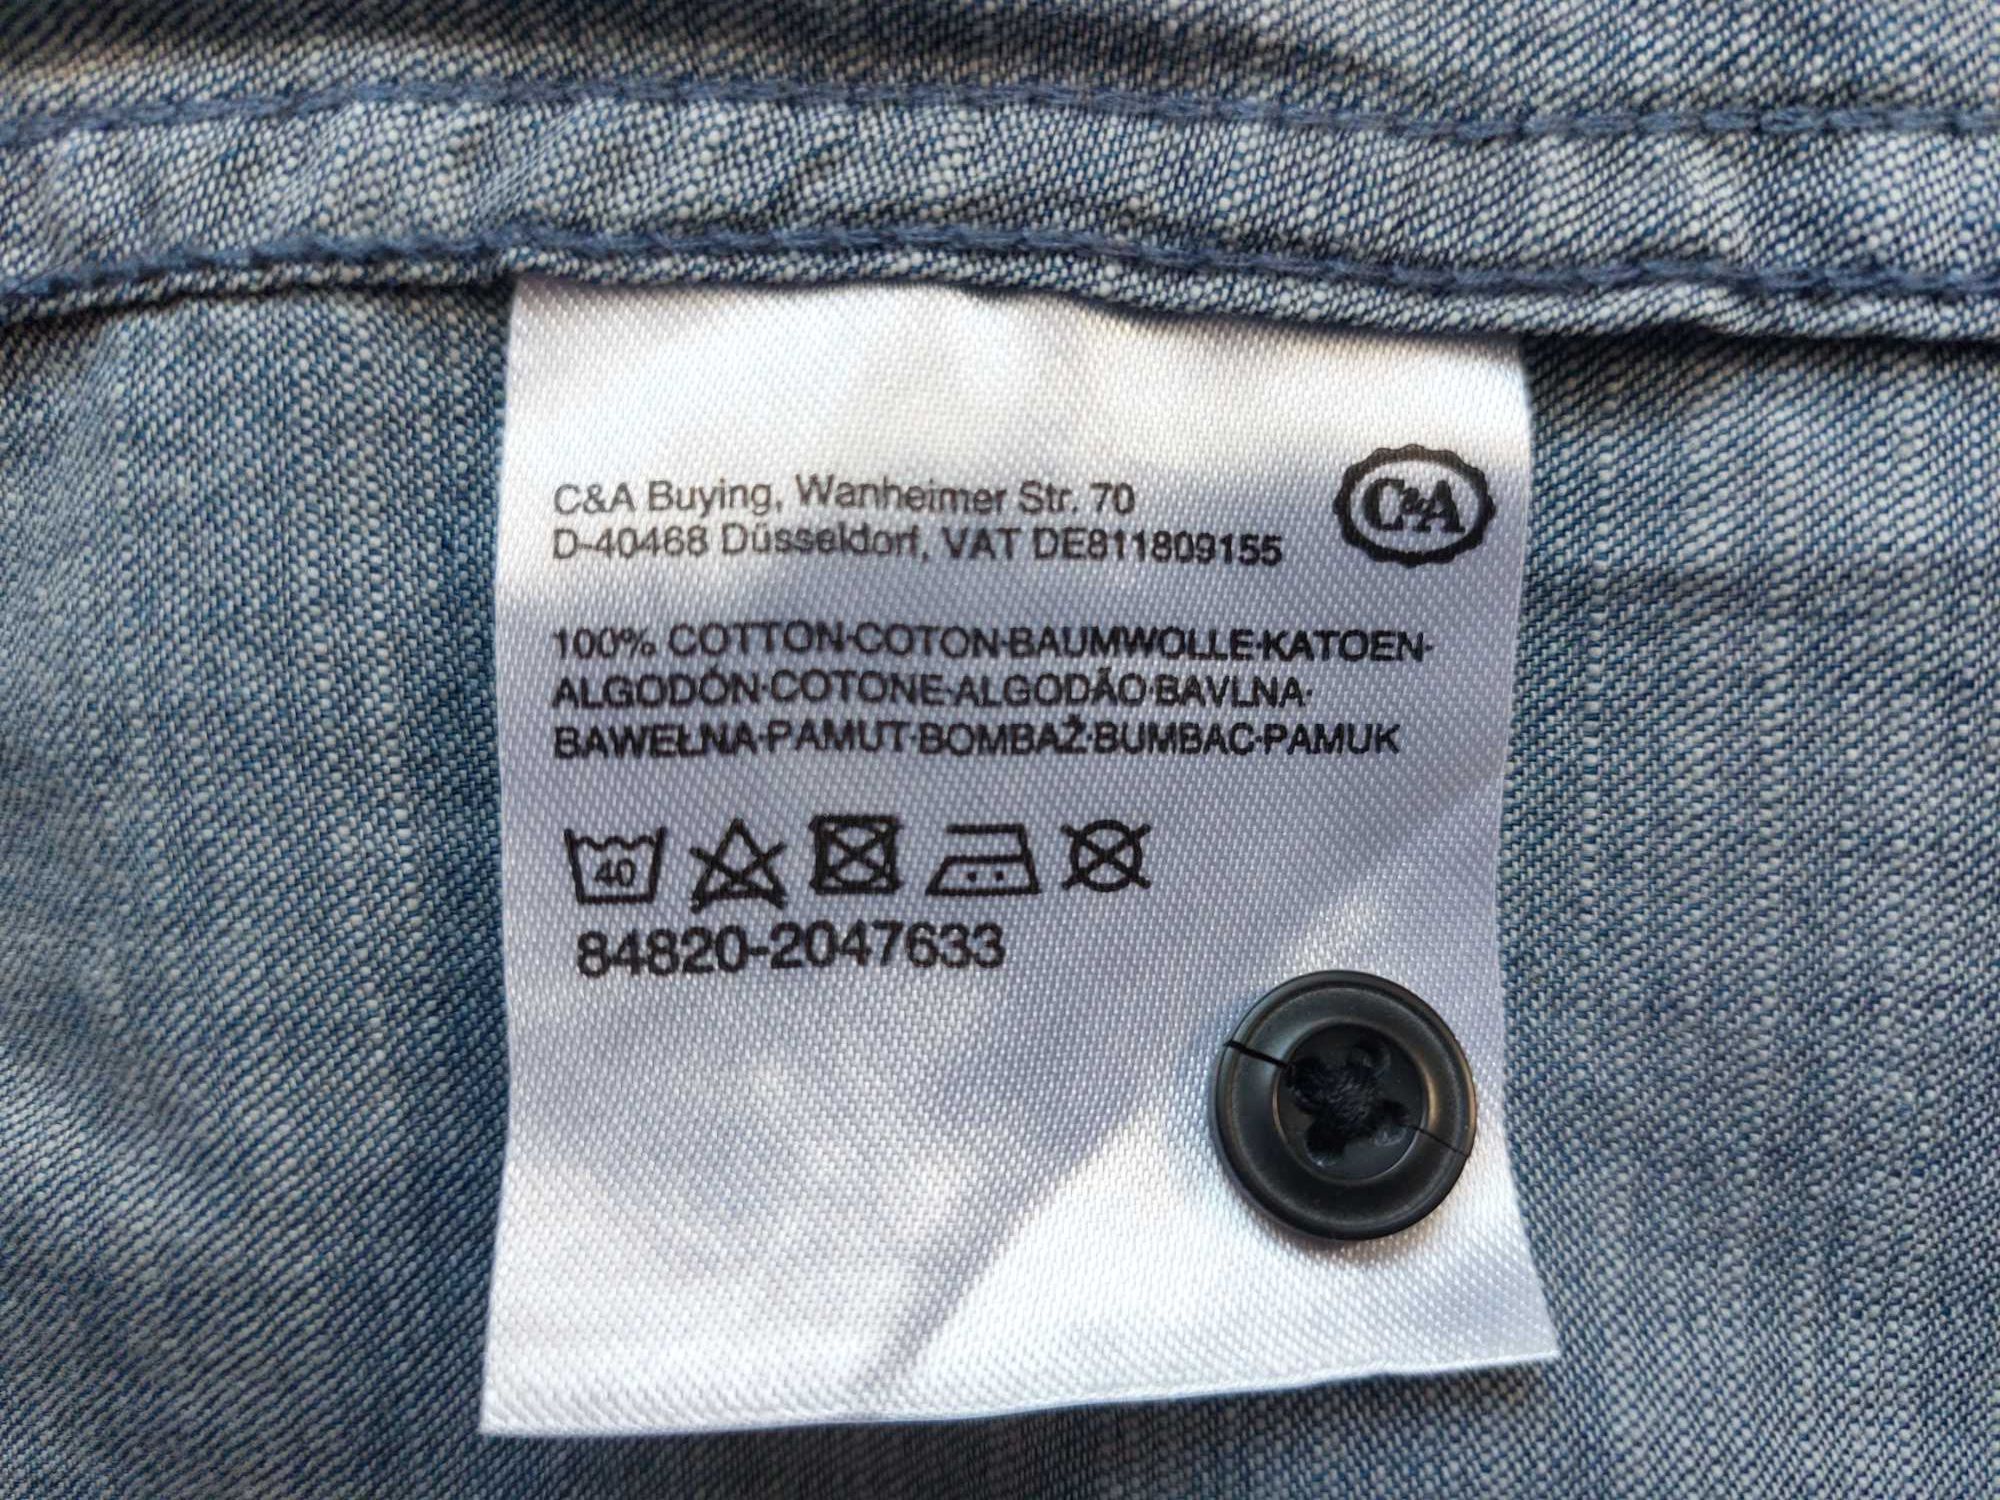 C&A Buying, Wanheimer Str. 70
D-40468 Düsseldorf, VAT DE811809155
C&A
100% COTTON·COTON·BAUMWOLLE·KATOEN·
ALGODÓN·COTONE·ALGODÃO·BAVLNA·
BAWEŁNA·PAMUT·BOMBAŽ·BUMBAC·PAMUK
40
84820-2047633